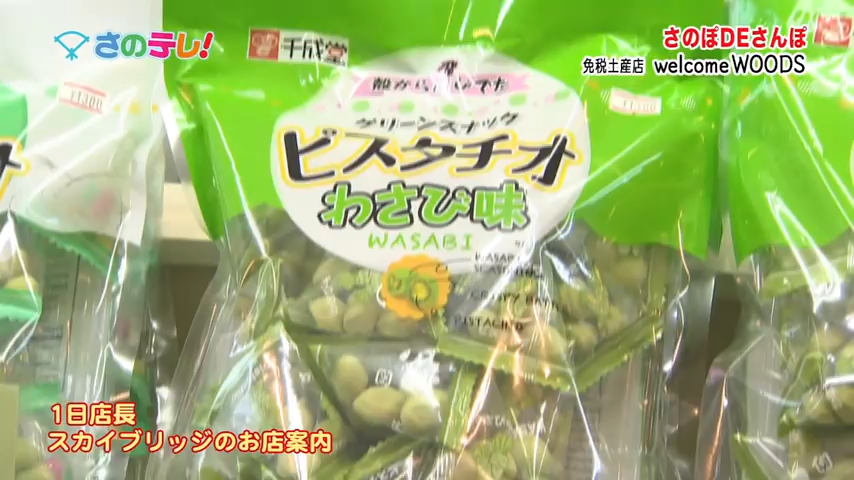 さのテレ!
さのぽDEさんぽ
免税土産店 welcome WOODS
千成堂
グリーンスナック
ピスタチオ
わさび味
WASABI
1日店長
スカイブリッジのお店案内